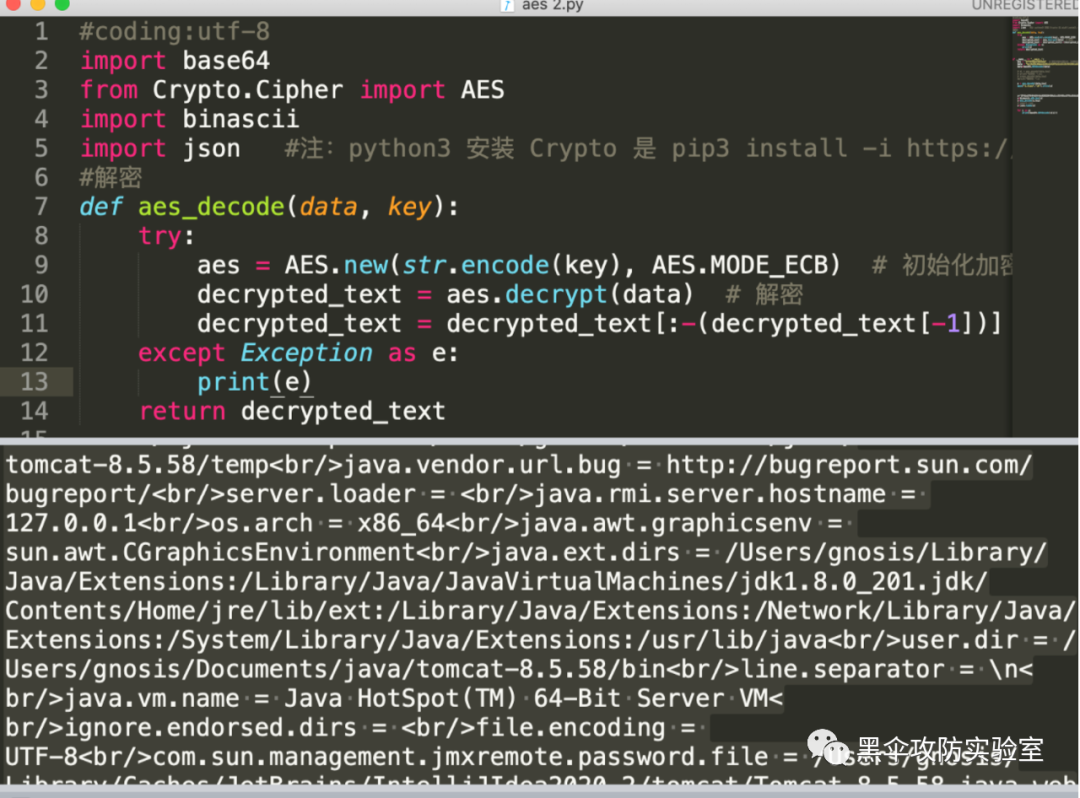 aes 2.py
UNREGISTERED
1 #coding:utf-8
2 import base64
3 from Crypto.Cipher import AES
4 import binascii
5 import json #注: python3 安装 Crypto 是 pip3 install -i https:/
6 #解密
7 def aes_decode(data, key):
8 try:
9 aes = AES.new(str.encode(key), AES.MODE_ECB) # 初始化加密
10 decrypted_text = aes.decrypt(data) # 解密
11 decrypted_text = decrypted_text[:-(decrypted_text[-1])]
12 except Exception as e:
13 print(e)
14 return decrypted_text
15
tomcat-8.5.58/temp<br/>java.vendor.url.bug = http://bugreport.sun.com/
bugreport/<br/>server.loader = <br/>java.rmi.server.hostname =
127.0.0.1<br/>os.arch = x86_64<br/>java.awt.graphicsenv =
sun.awt.CGraphicsEnvironment<br/>java.ext.dirs = /Users/gnosis/Library/
Java/Extensions:/Library/Java/JavaVirtualMachines/jdk1.8.0_201.jdk/
Contents/Home/jre/lib/ext:/Library/Java/Extensions:/Network/Library/Java/
Extensions:/System/Library/Java/Extensions:/usr/lib/java<br/>user.dir = /
Users/gnosis/Documents/java/tomcat-8.5.58/bin<br/>line.separator = \n<
br/>java.vm.name = Java HotSpot(TM) 64-Bit Server VM<
br/>ignore.endorsed.dirs = <br/>file.encoding =
UTF-8<br/>com.sun.management.jmxremote.password.file = /Users/gnosis/
Library/Caches/JetBrains/IntelliJIdea2020.2/tomcat/Tomcat_8_5_58_java_web
黑伞攻防实验室